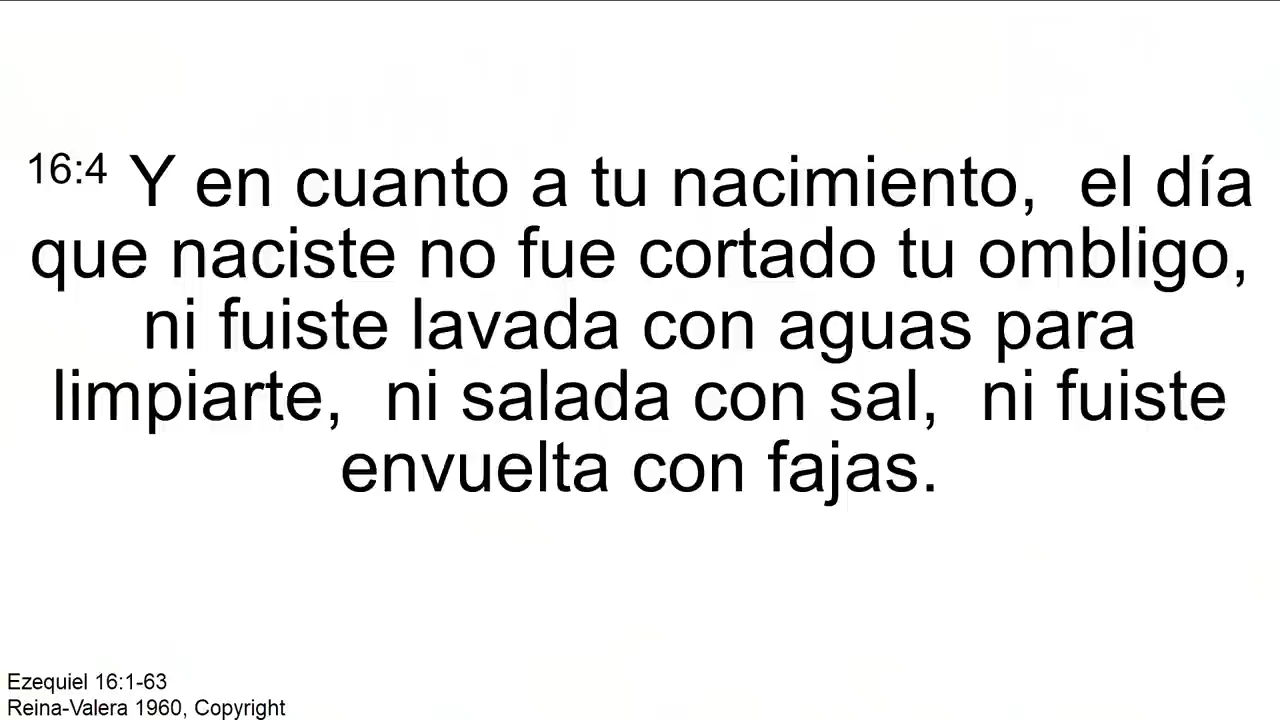 16:4 Y en cuanto a tu nacimiento,  el día
que naciste no fue cortado tu ombligo,
ni fuiste lavada con aguas para
limpiarte,  ni salada con sal,  ni fuiste
envuelta con fajas.
Ezequiel 16:1-63
Reina-Valera 1960, Copyright